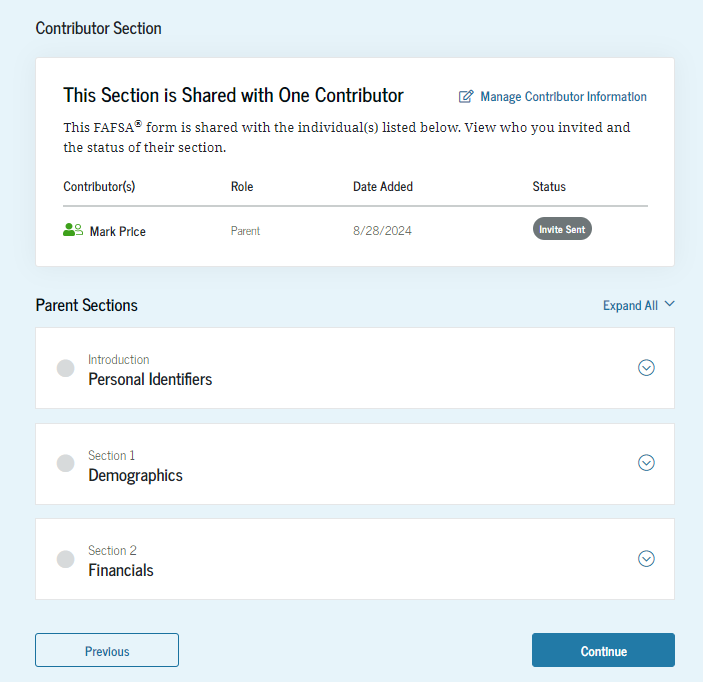 Contributor Section
This Section is Shared with One Contributor
Manage Contributor Information
This FAFSA® form is shared with the individual(s) listed below. View who you invited and
the status of their section.
Contributor(s) Role Date Added Status
Mark Price Parent 8/28/2024 Invite Sent
Parent Sections
Expand All
Introduction
Personal Identifiers
Section 1
Demographics
Section 2
Financials
Previous
Continue